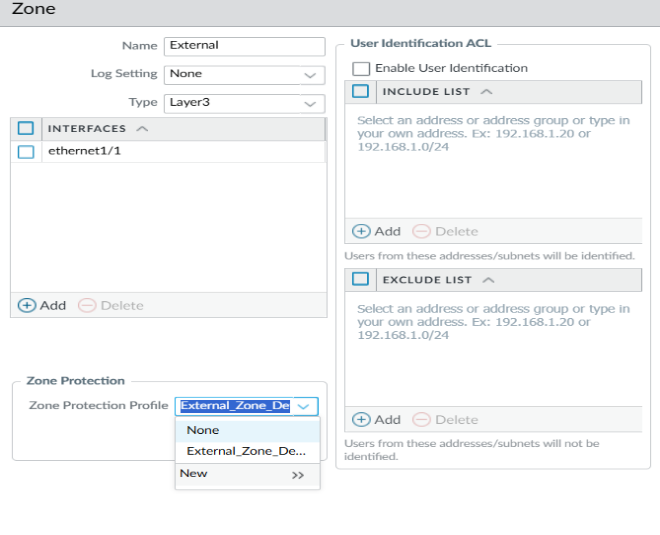 Zone
Name External
Log Setting None
Type Layer3
INTERFACES
ethernet1/1
Add Delete
Zone Protection
Zone Protection Profile External_Zone_De
None
External_Zone_De...
New >>
User Identification ACL
Enable User Identification
INCLUDE LIST
Select an address or address group or type in
your own address. Ex: 192.168.1.20 or
192.168.1.0/24
Add Delete
Users from these addresses/subnets will be identified.
EXCLUDE LIST
Select an address or address group or type in
your own address. Ex: 192.168.1.20 or
192.168.1.0/24
Add Delete
Users from these addresses/subnets will not be
identified.